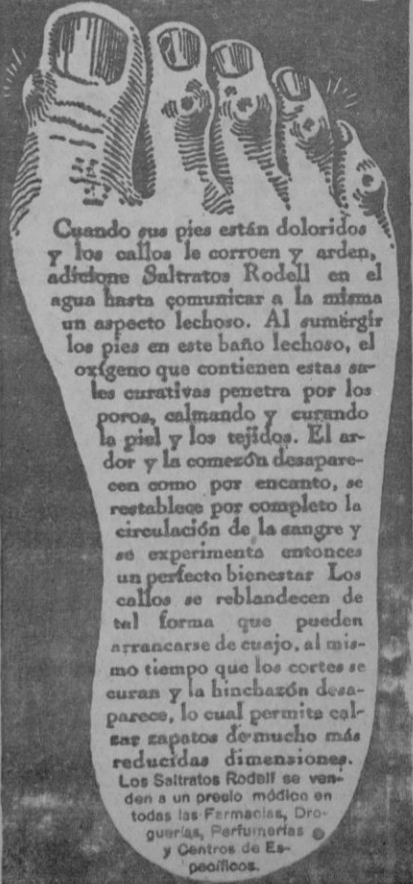 Cuando sus pies están doloridos
y los callos le corroen y arden,
adicione Saltratos Rodell en el
agua hasta comunicar a la misma
un aspecto lechoso. Al sumergir
los pies en este baño lechoso, el
oxígeno que contienen estas sa-
les curativas penetra por los
poros, calmando y curando
la piel y los tejidos. El ar-
dor y la comezón desapare-
cen como por encanto, se
restablece por completo la
circulación de la sangre y
se experimenta entonces
un perfecto bienestar Los
callos se reblandecen de
tal forma que pueden
arrancarse de cuajo, al mis-
mo tiempo que los cortes se
curan y la hinchazón desa-
parece, lo cual permite cal-
zar zapatos de mucho más
reducidas dimensiones.
Los Saltratos Rodell se ven-
den a un precio módico en
todas las Farmacias, Dro-
guerías, Perfumerías
y Centros de Es-
pecíficos.